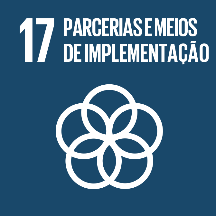 17 PARCERIAS E MEIOS
DE IMPLEMENTAÇÃO